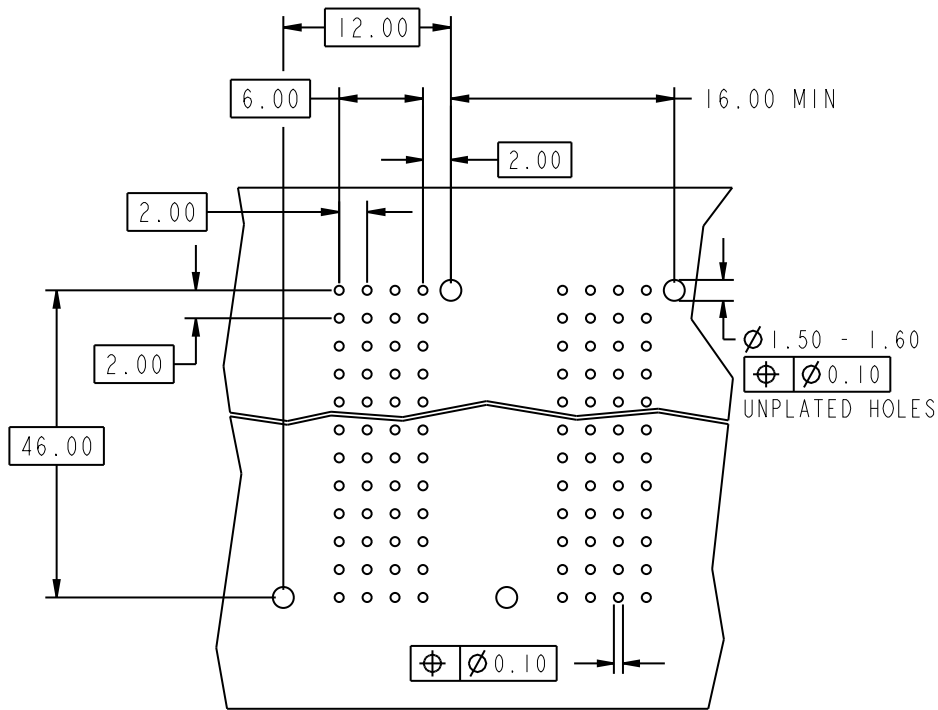 12.00
6.00
16.00 MIN
2.00
2.00
2.00
Ø1.50 - 1.60
⌖ Ø0.10
UNPLATED HOLES
46.00
⌖ Ø0.10